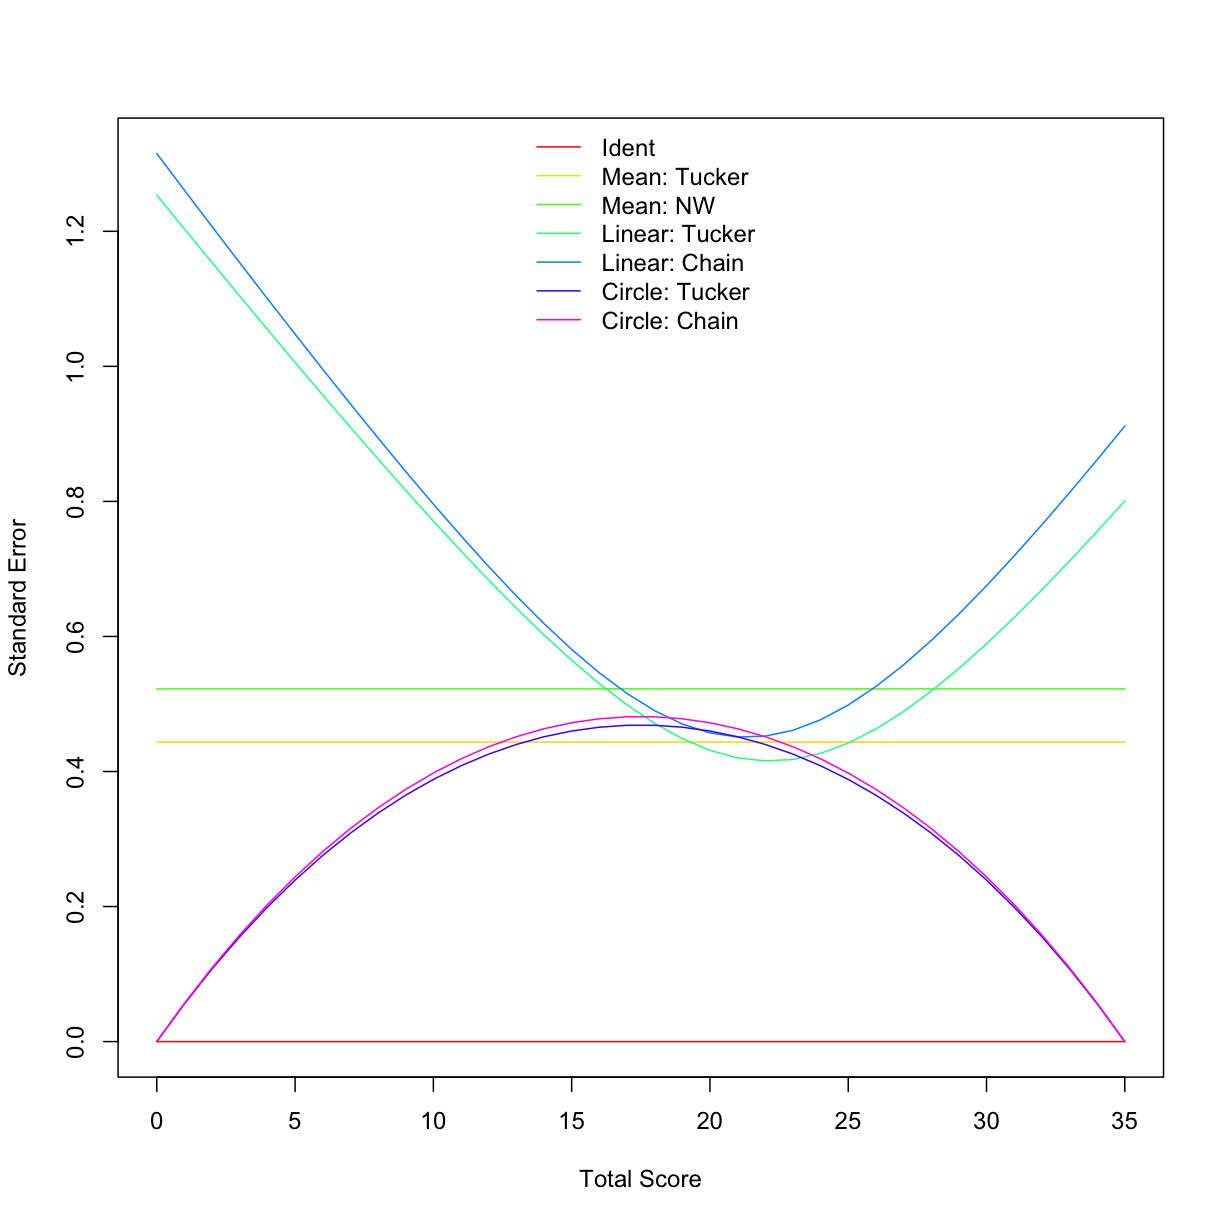 Ident
Mean: Tucker
Mean: NW
Linear: Tucker
Linear: Chain
Circle: Tucker
Circle: Chain
1.2
1.0
0.8
0.6
0.4
0.2
0.0
Standard Error
0 5 10 15 20 25 30 35
Total Score